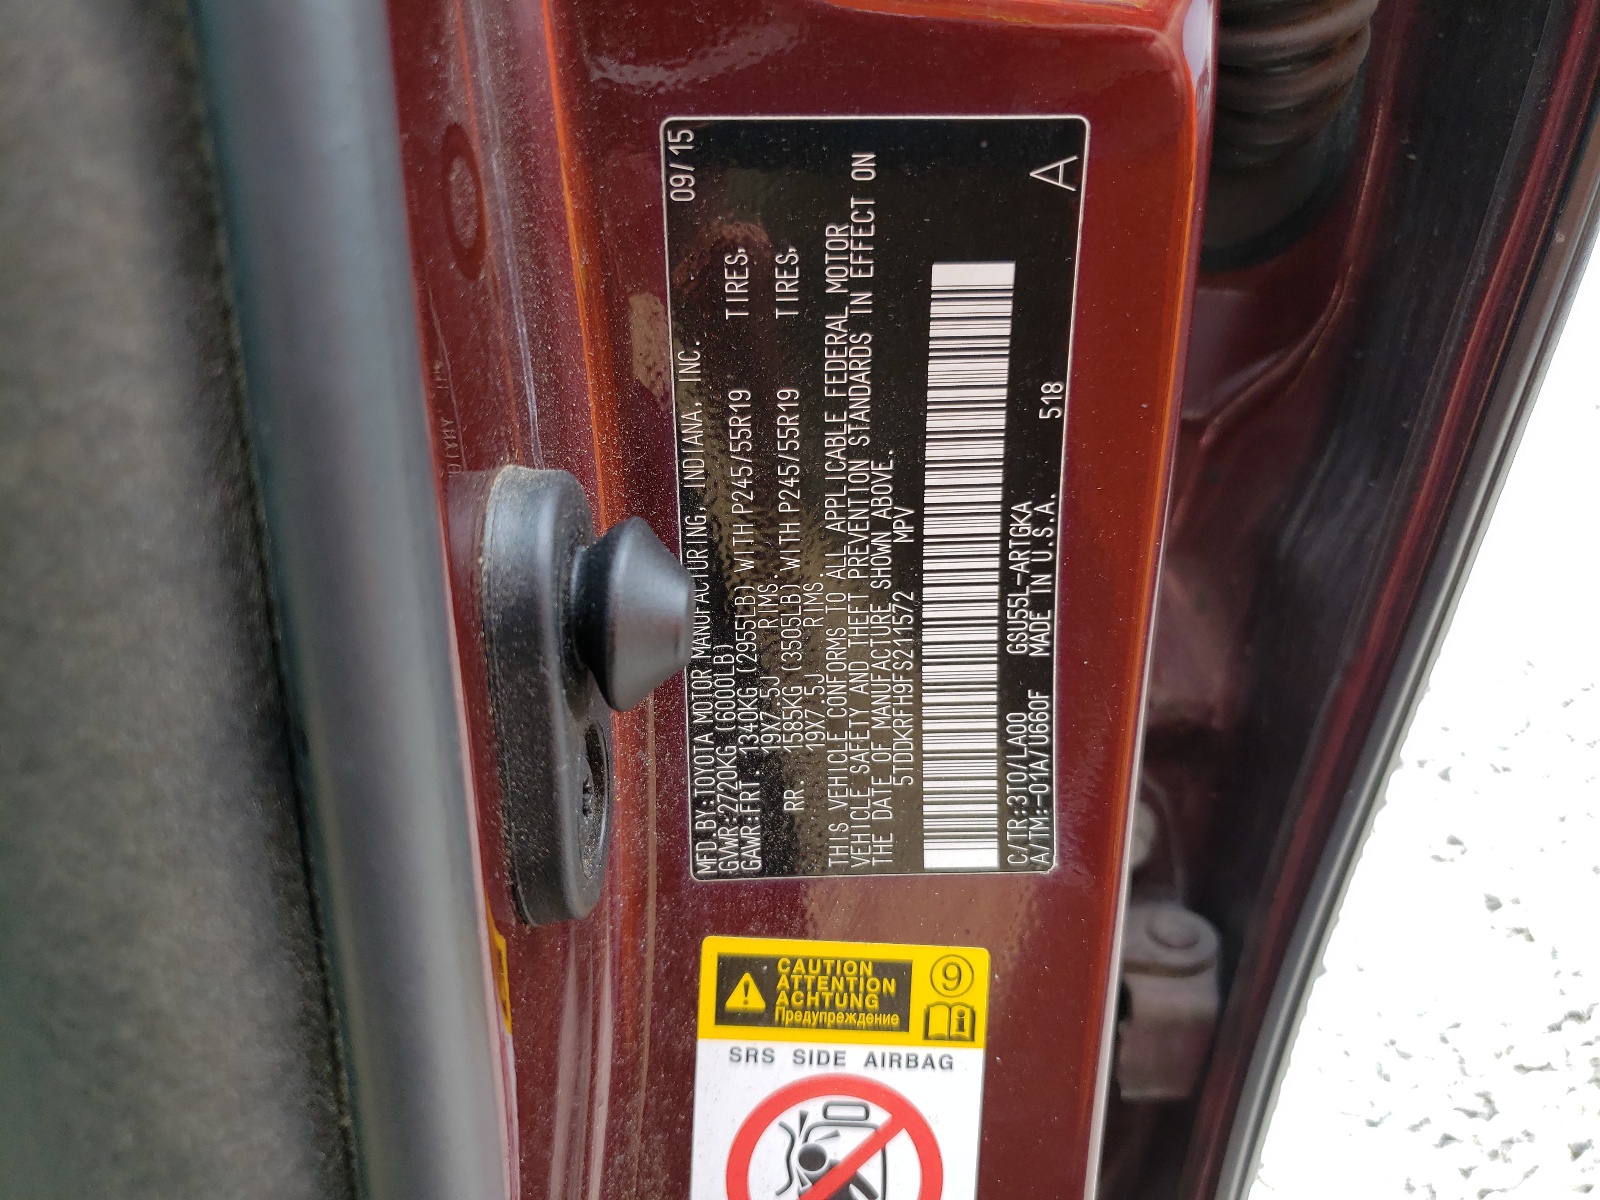 MFD.BY:TOYOTA MOTOR MANUFACTURING, INDIANA, INC. 09/15
GVWR:2720KG (6000LB)
GAWR:FRT. 1340KG (2955LB) WITH P245/55R19 TIRES,
19X7.5J RIMS.
RR. 1585KG (3505LB) WITH P245/55R19 TIRES,
19X7.5J RIMS.
THIS VEHICLE CONFORMS TO ALL APPLICABLE FEDERAL MOTOR
VEHICLE SAFETY AND THEFT PREVENTION STANDARDS IN EFFECT ON
THE DATE OF MANUFACTURE SHOWN ABOVE.
5TDDKRFH9FS211572 MPV
C/TR:3T0/LA00 GSU55L-ARTGKA
A/TM:-01A/U660F MADE IN U.S.A. 518 A
CAUTION
ATTENTION
ACHTUNG
Предупреждение
9
i
SRS SIDE AIRBAG